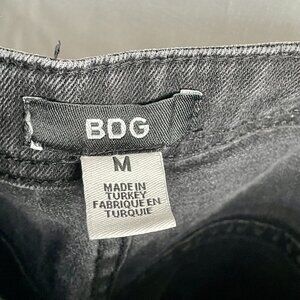 BDG
M
MADE IN
TURKEY
FABRIQUE EN
TURQUIE